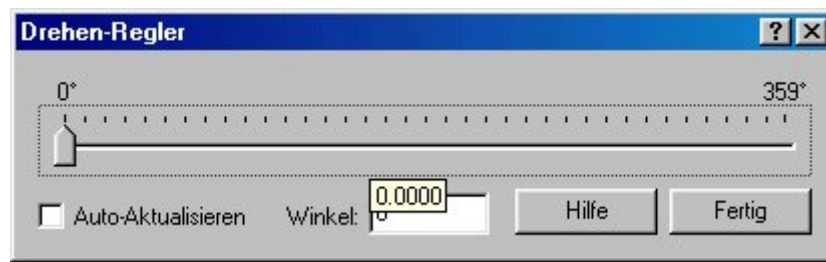 Drehen-Regler
0° 359°
Auto-Aktualisieren Winkel: 0.0000 Hilfe Fertig